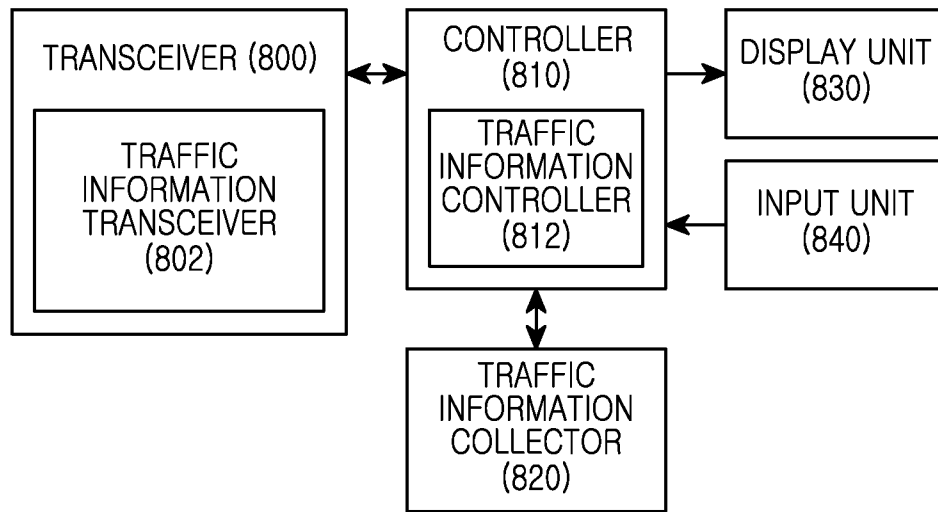 TRANSCEIVER (800)
TRAFFIC
INFORMATION
TRANSCEIVER
(802)
CONTROLLER
(810)
TRAFFIC
INFORMATION
CONTROLLER
(812)
DISPLAY UNIT
(830)
INPUT UNIT
(840)
TRAFFIC
INFORMATION
COLLECTOR
(820)